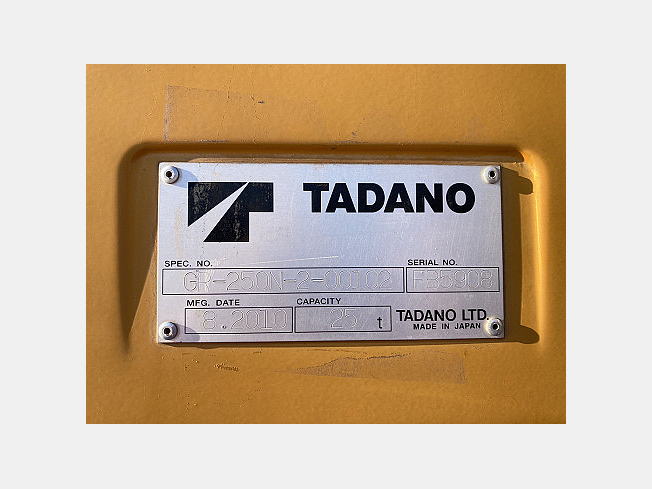 TADANO
SPEC. NO.
SERIAL NO.
GR-250N-2-00102
FB5908
MFG. DATE
CAPACITY
8.2010
25 t
TADANO LTD.
MADE IN JAPAN